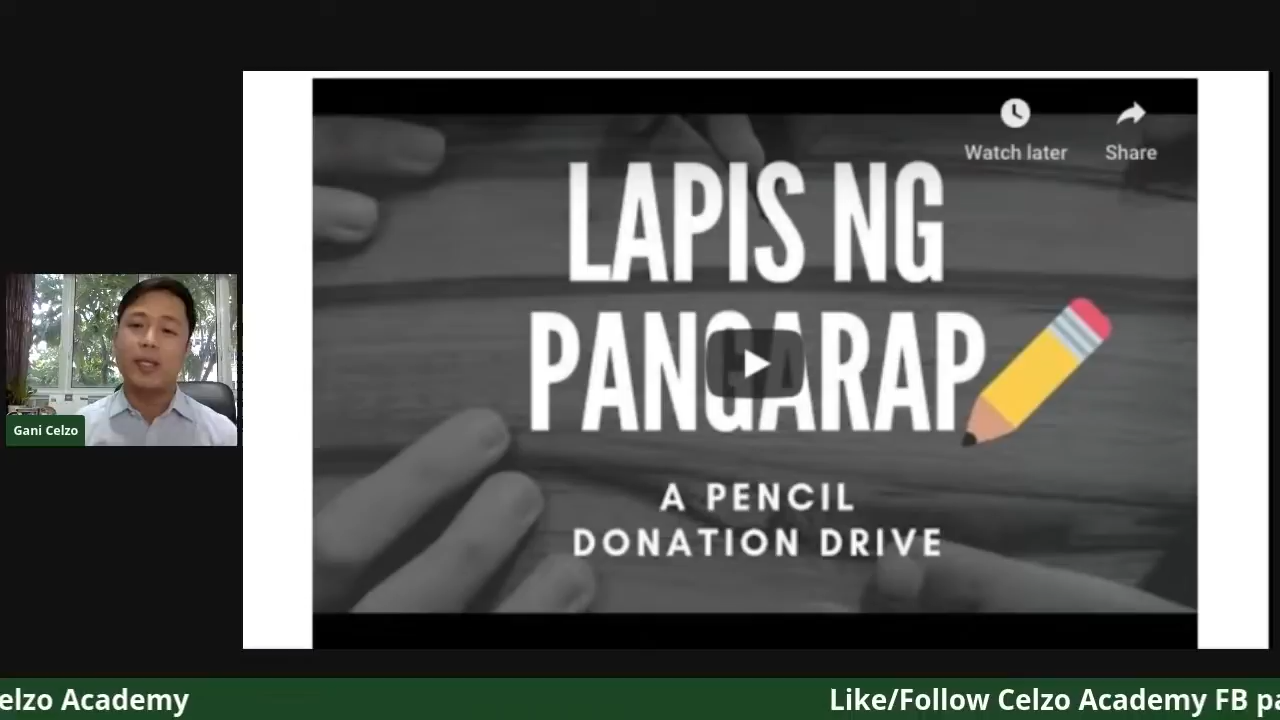 Watch later
Share
LAPIS NG
PANGARAP
A PENCIL
DONATION DRIVE
Gani Celzo
elzo Academy
Like/Follow Celzo Academy FB pa